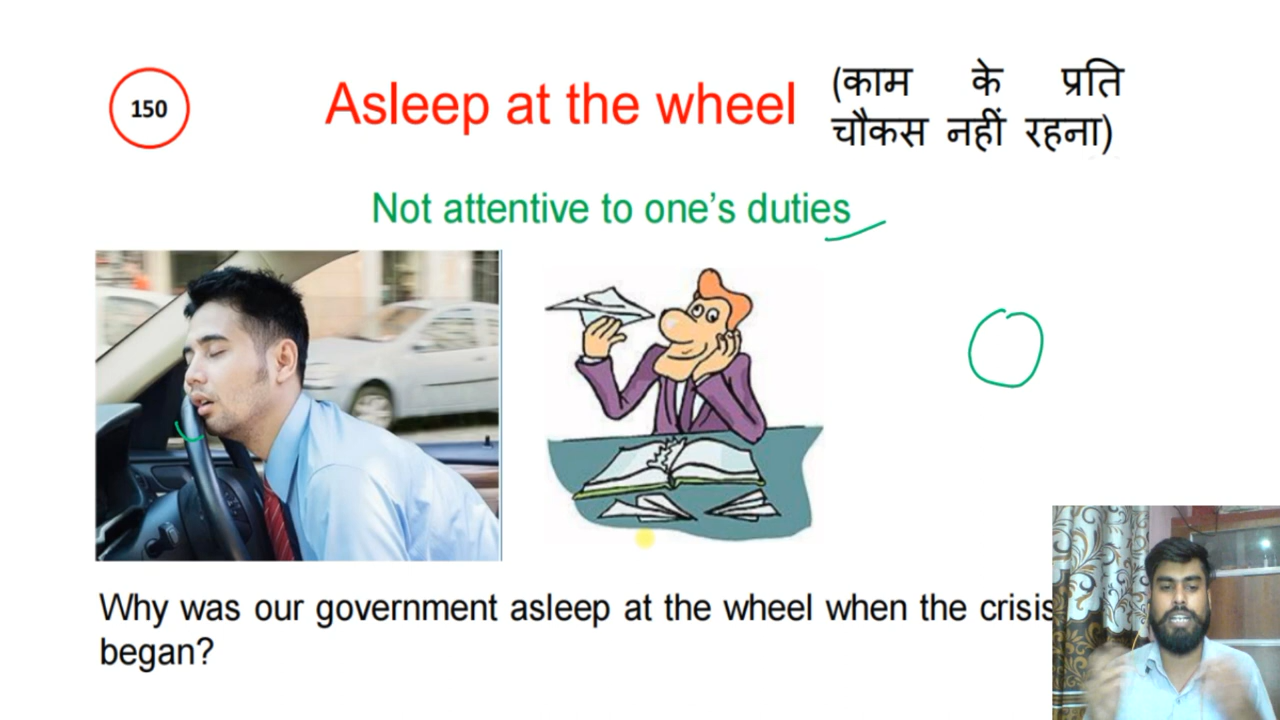 150
Asleep at the wheel
(काम के प्रति
चौकस नहीं रहना)
Not attentive to one's duties
Why was our government asleep at the wheel when the crisis
began?